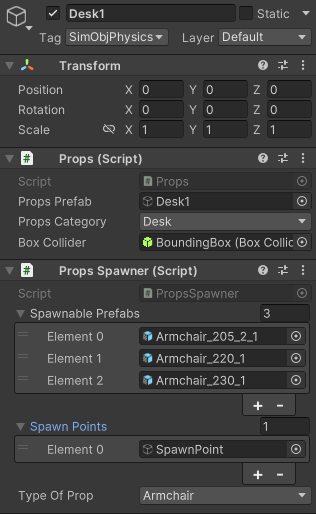 Desk1 Static
Tag SimObjPhysics Layer Default
Transform
Position X 0 Y 0 Z 0
Rotation X 0 Y 0 Z 0
Scale X 1 Y 1 Z 1
# Props (Script)
Script # Props
Props Prefab Desk1
Props Category Desk
Box Collider BoundingBox (Box Collic
# Props Spawner (Script)
Script # PropsSpawner
Spawnable Prefabs 3
Element 0 Armchair_205_2_1
Element 1 Armchair_220_1
Element 2 Armchair_230_1
+ -
Spawn Points 1
Element 0 SpawnPoint
+ -
Type Of Prop Armchair